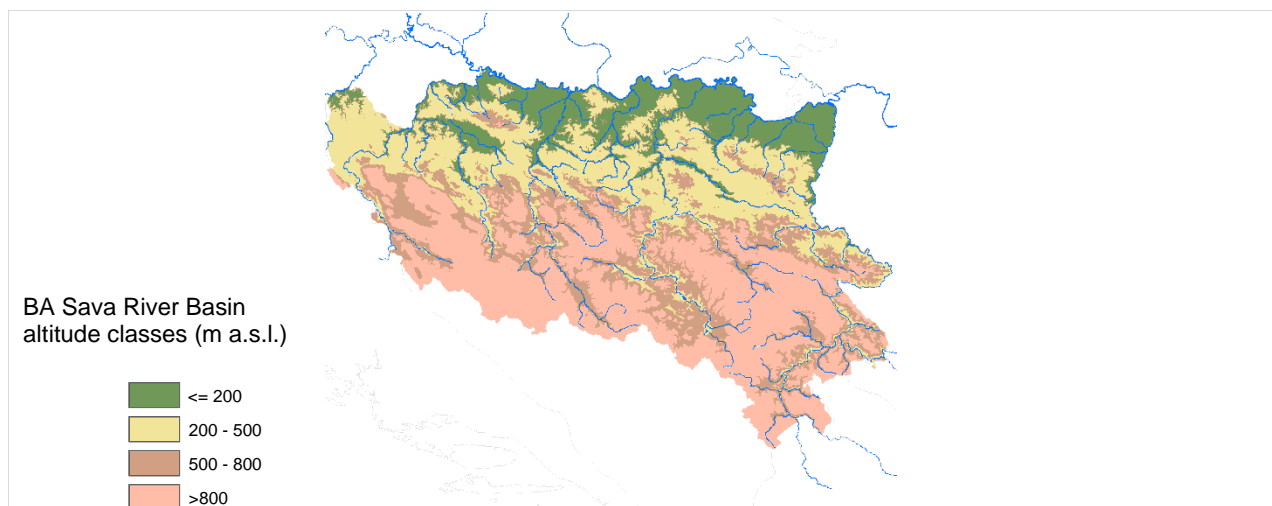 BA Sava River Basin
altitude classes (m a.s.l.)
<= 200
200 - 500
500 - 800
>800